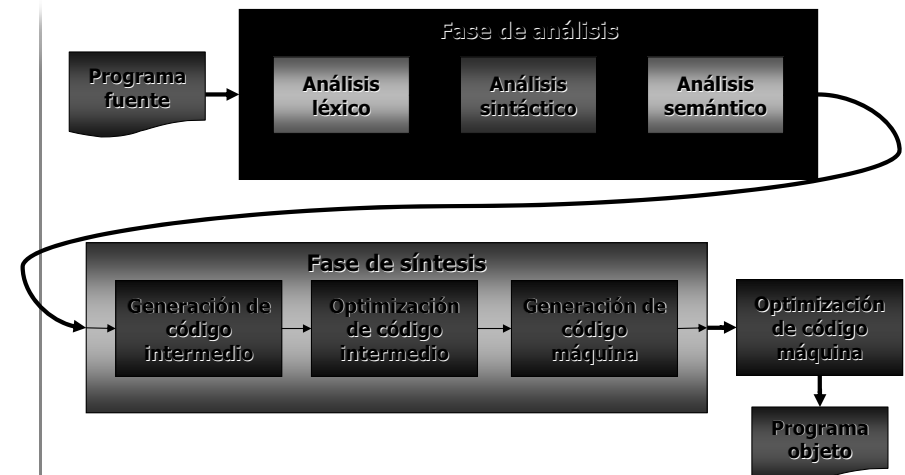 Fase de análisis
Programa
fuente
Análisis
léxico
Análisis
sintáctico
Análisis
semántico
Fase de síntesis
Generación de
código
intermedio
Optimización
de código
intermedio
Generación de
código
máquina
Optimización
de código
máquina
Programa
objeto